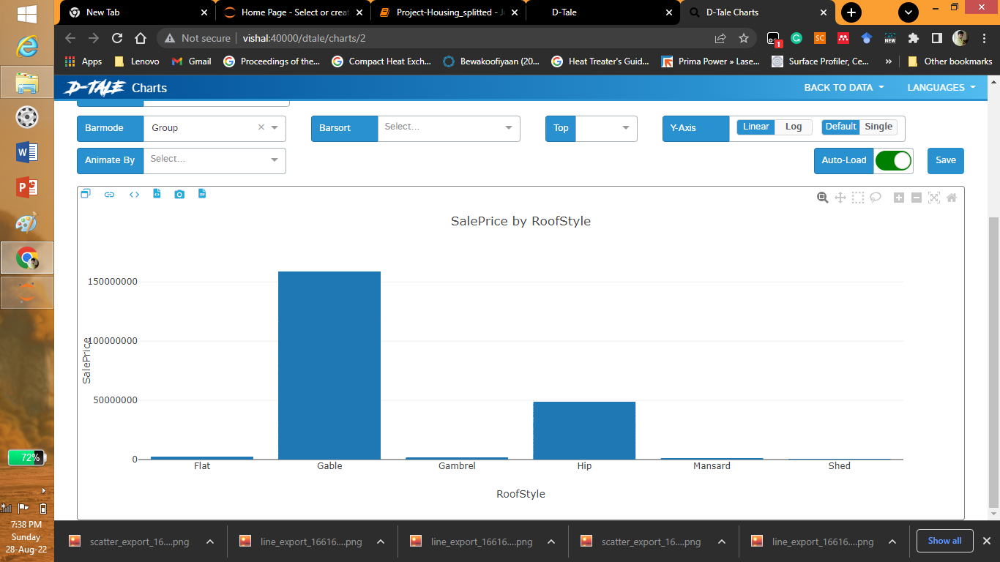 New Tab
Home Page - Select or creat
Project-Housing_splitted - J
D-Tale
D-Tale Charts
Not secure | vishal:40000/dtale/charts/2
SC
NEW
1
Apps
Lenovo
Gmail
Proceedings of the...
Compact Heat Exch...
Bewakoofiyaan (20...
Heat Treater's Guid...
Prima Power » Lase...
Surface Profiler, Ce...
»
Other bookmarks
D-TALE Charts
BACK TO DATA
LANGUAGES
Barmode Group
Barsort Select...
Top
Y-Axis Linear Log Default Single
Animate By Select...
Auto-Load
Save
SalePrice by RoofStyle
150000000
100000000
50000000
0
SalePrice
Flat Gable Gambrel Hip Mansard Shed
RoofStyle
72%
7:38 PM
Sunday
28-Aug-22
scatter_export_16....png
line_export_16616....png
line_export_16616....png
scatter_export_16....png
line_export_16616....png
Show all